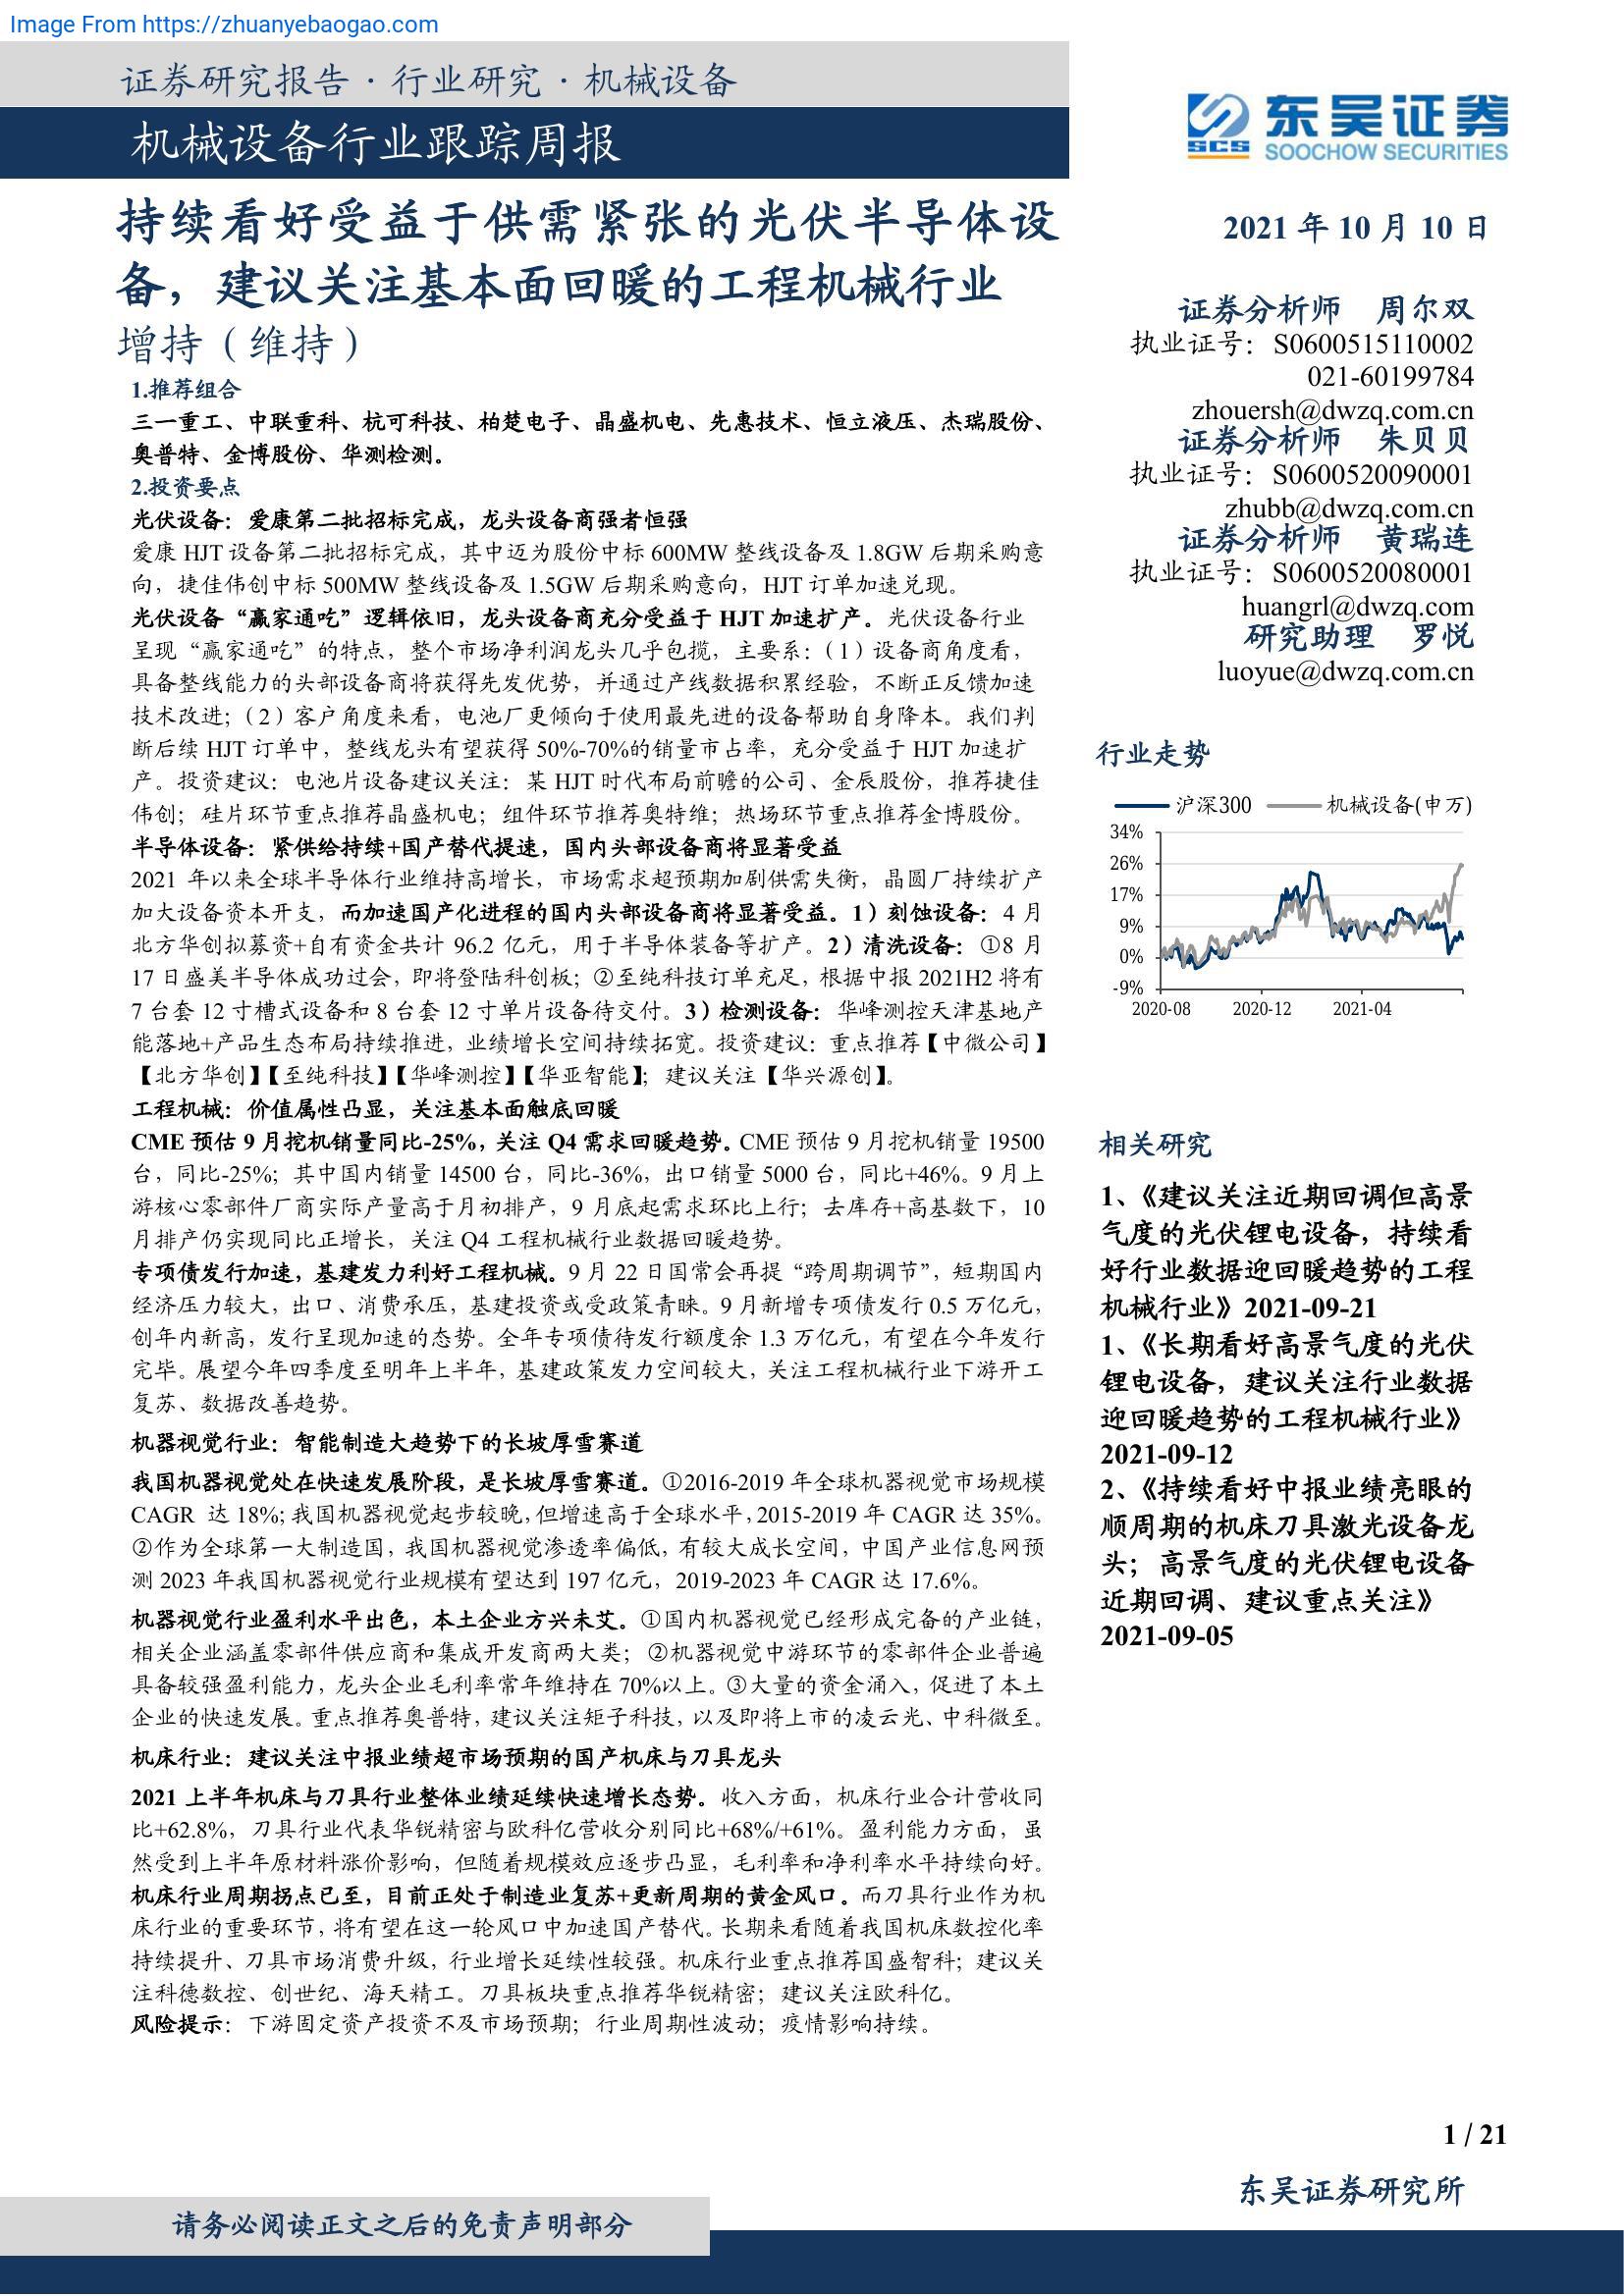 Image From https://zhuanyebaogao.com
证券研究报告·行业研究·机械设备
机械设备行业跟踪周报
持续看好受益于供需紧张的光伏半导体设
备，建议关注基本面回暖的工程机械行业
增持（维持）
1.推荐组合
三一重工、中联重科、杭可科技、柏楚电子、晶盛机电、先惠技术、恒立液压、杰瑞股份、
奥普特、金博股份、华测检测。
2.投资要点
光伏设备：爱康第二批招标完成，龙头设备商强者恒强
爱康 HJT 设备第二批招标完成，其中迈为股份中标 600MW 整线设备及 1.8GW 后期采购意
向，捷佳伟创中标 500MW 整线设备及 1.5GW 后期采购意向，HJT 订单加速兑现。
光伏设备“赢家通吃”逻辑依旧，龙头设备商充分受益于 HJT 加速扩产。光伏设备行业
呈现“赢家通吃”的特点，整个市场净利润龙头几乎包揽，主要系：（1）设备商角度看，
具备整线能力的头部设备商将获得先发优势，并通过产线数据积累经验，不断正反馈加速
技术改进；（2）客户角度来看，电池厂更倾向于使用最先进的设备帮助自身降本。我们判
断后续 HJT 订单中，整线龙头有望获得 50%-70%的销量市占率，充分受益于 HJT 加速扩
产。投资建议：电池片设备建议关注：某 HJT 时代布局前瞻的公司、金辰股份，推荐捷佳
伟创；硅片环节重点推荐晶盛机电；组件环节推荐奥特维；热场环节重点推荐金博股份。
半导体设备：紧供给持续+国产替代提速，国内头部设备商将显著受益
2021 年以来全球半导体行业维持高增长，市场需求超预期加剧供需失衡，晶圆厂持续扩产
加大设备资本开支，而加速国产化进程的国内头部设备商将显著受益。1）刻蚀设备：4 月
北方华创拟募资+自有资金共计 96.2 亿元，用于半导体装备等扩产。2）清洗设备：①8 月
17 日盛美半导体成功过会，即将登陆科创板；②至纯科技订单充足，根据中报 2021H2 将有
7 台套 12 寸槽式设备和 8 台套 12 寸单片设备待交付。3）检测设备：华峰测控天津基地产
能落地+产品生态布局持续推进，业绩增长空间持续拓宽。投资建议：重点推荐【中微公司】
【北方华创】【至纯科技】【华峰测控】【华亚智能】；建议关注【华兴源创】。
工程机械：价值属性凸显，关注基本面触底回暖
CME 预估 9 月挖机销量同比-25%，关注 Q4 需求回暖趋势。CME 预估 9 月挖机销量 19500
台，同比-25%；其中国内销量 14500 台，同比-36%，出口销量 5000 台，同比+46%。9 月上
游核心零部件厂商实际产量高于月初排产，9 月底起需求环比上行；去库存+高基数下，10
月排产仍实现同比正增长，关注 Q4 工程机械行业数据回暖趋势。
专项债发行加速，基建发力利好工程机械。9 月 22 日国常会再提“跨周期调节”，短期国内
经济压力较大，出口、消费承压，基建投资或受政策青睐。9 月新增专项债发行 0.5 万亿元，
创年内新高，发行呈现加速的态势。全年专项债待发行额度余 1.3 万亿元，有望在今年发行
完毕。展望今年四季度至明年上半年，基建政策发力空间较大，关注工程机械行业下游开工
复苏、数据改善趋势。
机器视觉行业：智能制造大趋势下的长坡厚雪赛道
我国机器视觉处在快速发展阶段，是长坡厚雪赛道。①2016-2019 年全球机器视觉市场规模
CAGR 达 18%；我国机器视觉起步较晚，但增速高于全球水平，2015-2019 年 CAGR 达 35%。
②作为全球第一大制造国，我国机器视觉渗透率偏低，有较大成长空间，中国产业信息网预
测 2023 年我国机器视觉行业规模有望达到 197 亿元，2019-2023 年 CAGR 达 17.6%。
机器视觉行业盈利水平出色，本土企业方兴未艾。①国内机器视觉已经形成完备的产业链，
相关企业涵盖零部件供应商和集成开发商两大类；②机器视觉中游环节的零部件企业普遍
具备较强盈利能力，龙头企业毛利率常年维持在 70%以上。③大量的资金涌入，促进了本土
企业的快速发展。重点推荐奥普特，建议关注矩子科技，以及即将上市的凌云光、中科微至。
机床行业：建议关注中报业绩超市场预期的国产机床与刀具龙头
2021 上半年机床与刀具行业整体业绩延续快速增长态势。收入方面，机床行业合计营收同
比+62.8%，刀具行业代表华锐精密与欧科亿营收分别同比+68%/+61%。盈利能力方面，虽
然受到上半年原材料涨价影响，但随着规模效应逐步凸显，毛利率和净利率水平持续向好。
机床行业周期拐点已至，目前正处于制造业复苏+更新周期的黄金风口。而刀具行业作为机
床行业的重要环节，将有望在这一轮风口中加速国产替代。长期来看随着我国机床数控化率
持续提升、刀具市场消费升级，行业增长延续性较强。机床行业重点推荐国盛智科；建议关
注科德数控、创世纪、海天精工。刀具板块重点推荐华锐精密；建议关注欧科亿。
风险提示：下游固定资产投资不及市场预期；行业周期性波动；疫情影响持续。
SCS 东吴证券
SOOCHOW SECURITIES
2021 年 10 月 10 日
证券分析师 周尔双
执业证号：S0600515110002
021-60199784
zhouersh@dwzq.com.cn
证券分析师 朱贝贝
执业证号：S0600520090001
zhubb@dwzq.com.cn
证券分析师 黄瑞连
执业证号：S0600520080001
huangrl@dwzq.com
研究助理 罗悦
luoyue@dwzq.com.cn
行业走势
沪深300 机械设备(申万)
34%
26%
17%
9%
0%
-9%
2020-08 2020-12 2021-04
相关研究
1、《建议关注近期回调但高景
气度的光伏锂电设备，持续看
好行业数据迎回暖趋势的工程
机械行业》2021-09-21
1、《长期看好高景气度的光伏
锂电设备，建议关注行业数据
迎回暖趋势的工程机械行业》
2021-09-12
2、《持续看好中报业绩亮眼的
顺周期的机床刀具激光设备龙
头；高景气度的光伏锂电设备
近期回调、建议重点关注》
2021-09-05
1 / 21
东吴证券研究所
请务必阅读正文之后的免责声明部分